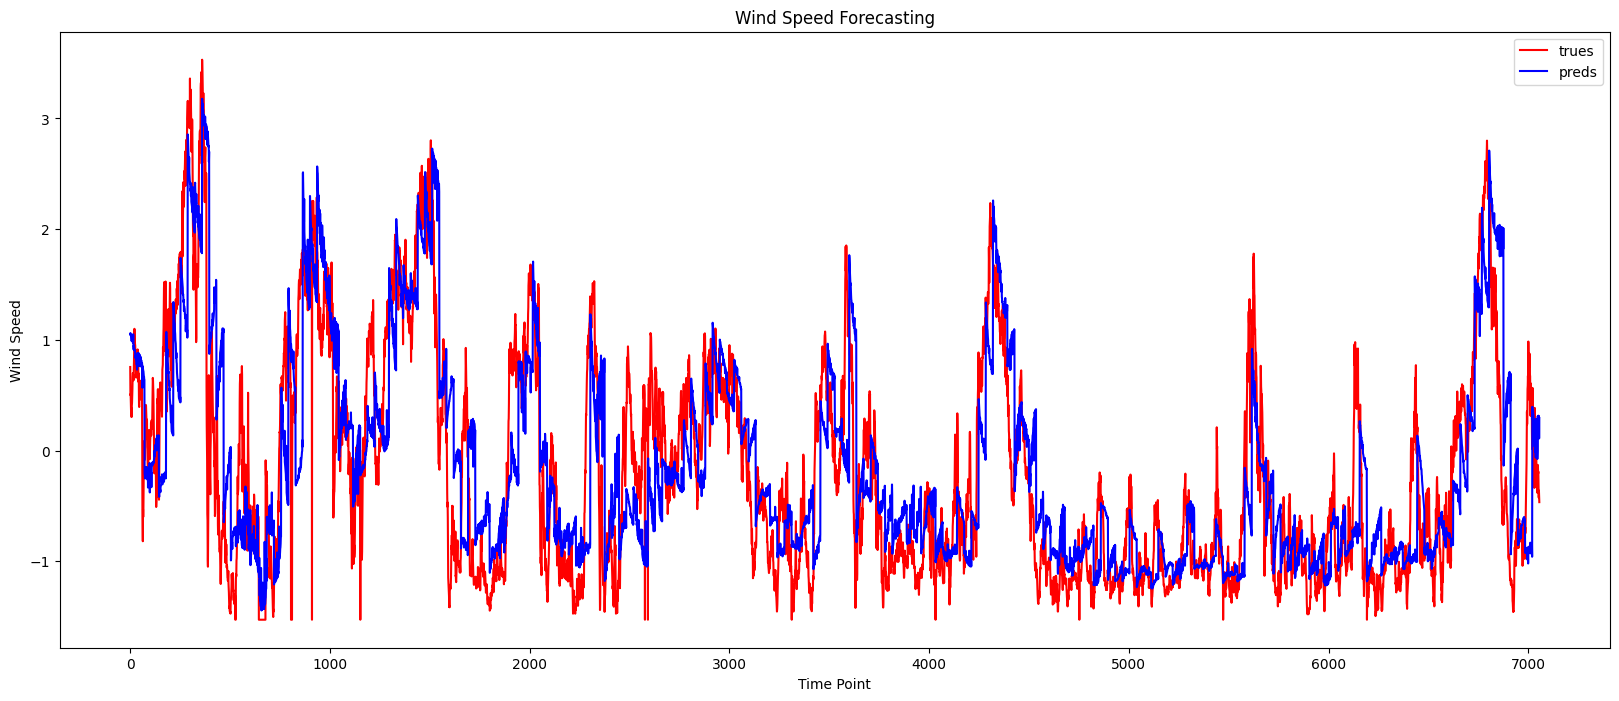 Wind Speed Forecasting
trues
preds
Wind Speed
3
2
1
0
−1
0 1000 2000 3000 4000 5000 6000 7000
Time Point